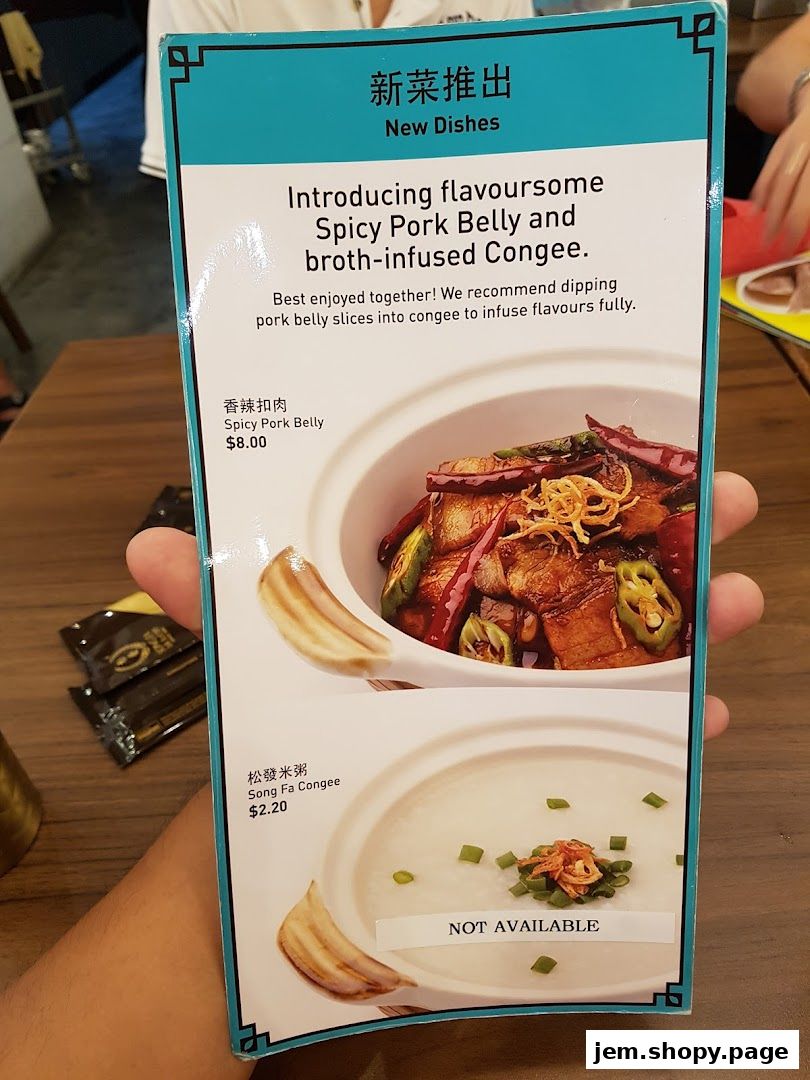 新菜推出
New Dishes
Introducing flavoursome
Spicy Pork Belly and
broth-infused Congee.
Best enjoyed together! We recommend dipping
pork belly slices into congee to infuse flavours fully.
香辣扣肉
Spicy Pork Belly
$8.00
松發米粥
Song Fa Congee
$2.20
NOT AVAILABLE
jem.shopy.page